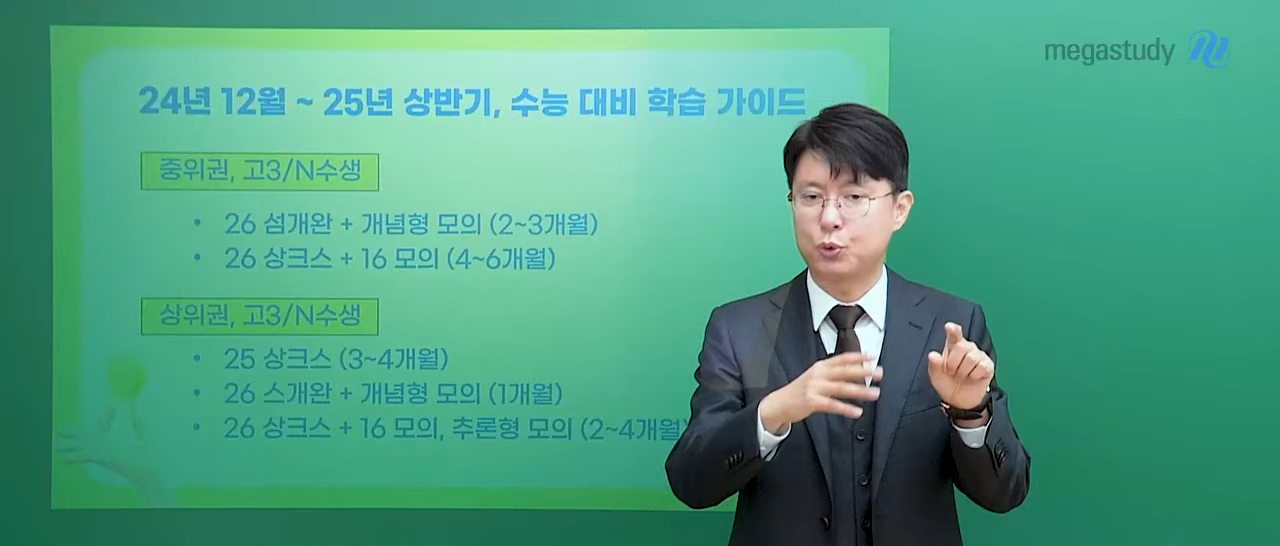 megastudy
24년 12월 ~ 25년 상반기, 수능 대비 학습 가이드
중위권, 고3/N수생
• 26 섬개완 + 개념형 모의 (2~3개월)
• 26 상크스 + 16 모의 (4~6개월)
상위권, 고3/N수생
• 25 상크스 (3~4개월)
• 26 스개완 + 개념형 모의 (1개월)
• 26 상크스 + 16 모의, 추론형 모의 (2~4개월)